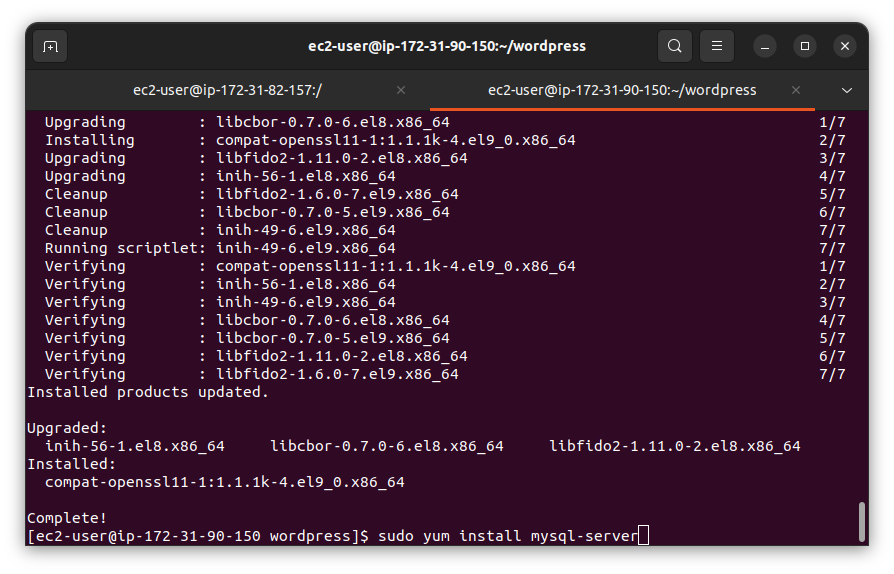 ec2-user@ip-172-31-90-150:~/wordpress
ec2-user@ip-172-31-82-157:/
ec2-user@ip-172-31-90-150:~/wordpress
Upgrading        : libcbor-0.7.0-6.el8.x86_64 1/7
Installing       : compat-openssl11-1:1.1.1k-4.el9_0.x86_64 2/7
Upgrading        : libfido2-1.11.0-2.el8.x86_64 3/7
Upgrading        : inih-56-1.el8.x86_64 4/7
Cleanup          : libfido2-1.6.0-7.el9.x86_64 5/7
Cleanup          : libcbor-0.7.0-5.el9.x86_64 6/7
Cleanup          : inih-49-6.el9.x86_64 7/7
Running scriptlet: inih-49-6.el9.x86_64 7/7
Verifying        : compat-openssl11-1:1.1.1k-4.el9_0.x86_64 1/7
Verifying        : inih-56-1.el8.x86_64 2/7
Verifying        : inih-49-6.el9.x86_64 3/7
Verifying        : libcbor-0.7.0-6.el8.x86_64 4/7
Verifying        : libcbor-0.7.0-5.el9.x86_64 5/7
Verifying        : libfido2-1.11.0-2.el8.x86_64 6/7
Verifying        : libfido2-1.6.0-7.el9.x86_64 7/7
Installed products updated.
Upgraded:
inih-56-1.el8.x86_64     libcbor-0.7.0-6.el8.x86_64     libfido2-1.11.0-2.el8.x86_64
Installed:
compat-openssl11-1:1.1.1k-4.el9_0.x86_64
Complete!
[ec2-user@ip-172-31-90-150 wordpress]$ sudo yum install mysql-server